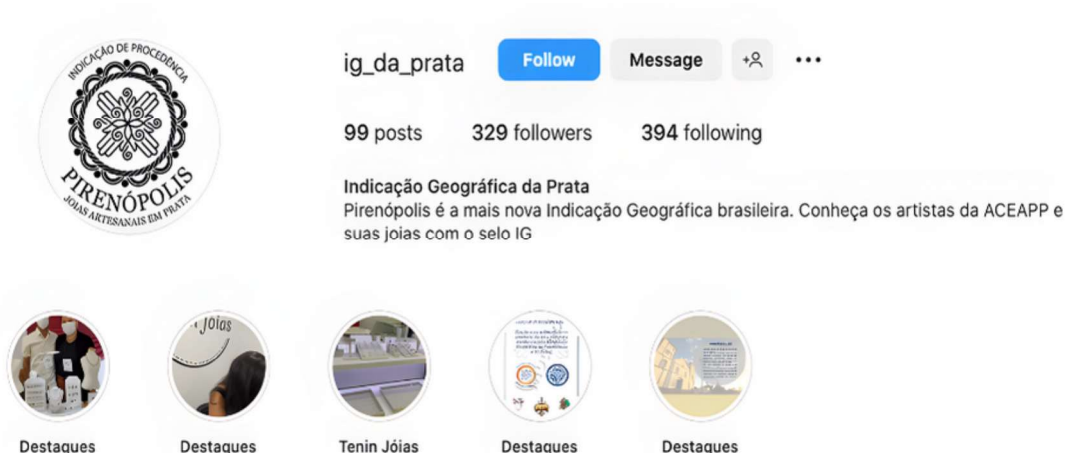 INDICAÇÃO DE PROCEDÊNCIA
PIRENÓPOLIS
JOIAS ARTESANAIS EM PRATA
ig_da_prata
Follow
Message
99 posts
329 followers
394 following
Indicação Geográfica da Prata
Pirenópolis é a mais nova Indicação Geográfica brasileira. Conheça os artistas da ACEAPP e
suas joias com o selo IG
Joias
Destaques
Destaques
Tenin Jóias
Destaques
Destaques